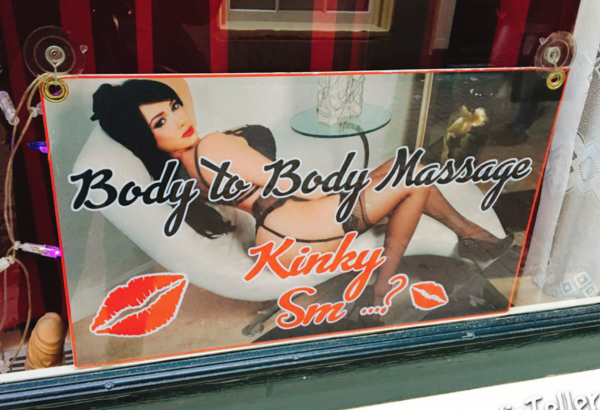 Body to Body Massage
Kinky
Sm ...?